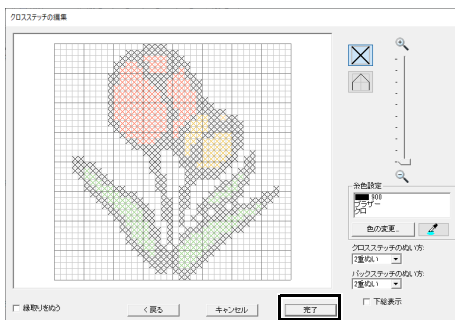 クロスステッチの編集
糸色設定
900
ブラザー
クロ
色の変更...
クロスステッチのぬい方:
2重ぬい
バックステッチのぬい方:
2重ぬい
下絵表示
縁取りをぬう
< 戻る
キャンセル
完了